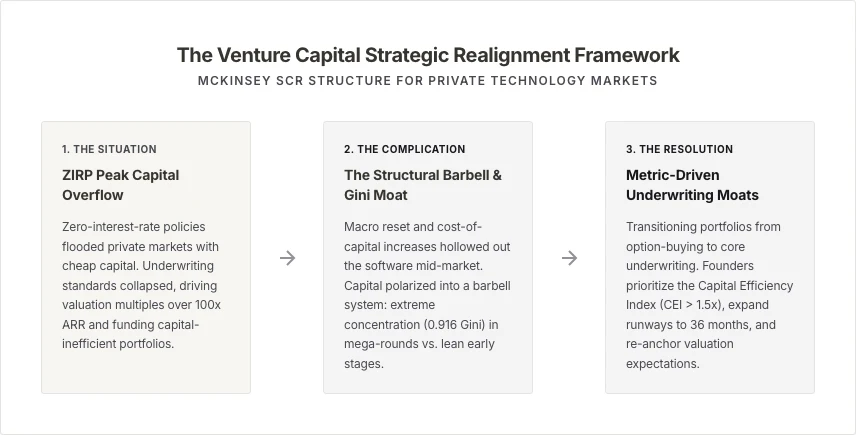 The Venture Capital Strategic Realignment Framework
MCKINSEY SCR STRUCTURE FOR PRIVATE TECHNOLOGY MARKETS
1. THE SITUATION
ZIRP Peak Capital
Overflow
Zero-interest-rate policies
flooded private markets with
cheap capital. Underwriting
standards collapsed, driving
valuation multiples over 100x
ARR and funding capital-
inefficient portfolios.
2. THE COMPLICATION
The Structural Barbell &
Gini Moat
Macro reset and cost-of-
capital increases hollowed out
the software mid-market.
Capital polarized into a barbell
system: extreme
concentration (0.916 Gini) in
mega-rounds vs. lean early
stages.
3. THE RESOLUTION
Metric-Driven
Underwriting Moats
Transitioning portfolios from
option-buying to core
underwriting. Founders
prioritize the Capital Efficiency
Index (CEI > 1.5x), expand
runways to 36 months, and
re-anchor valuation
expectations.